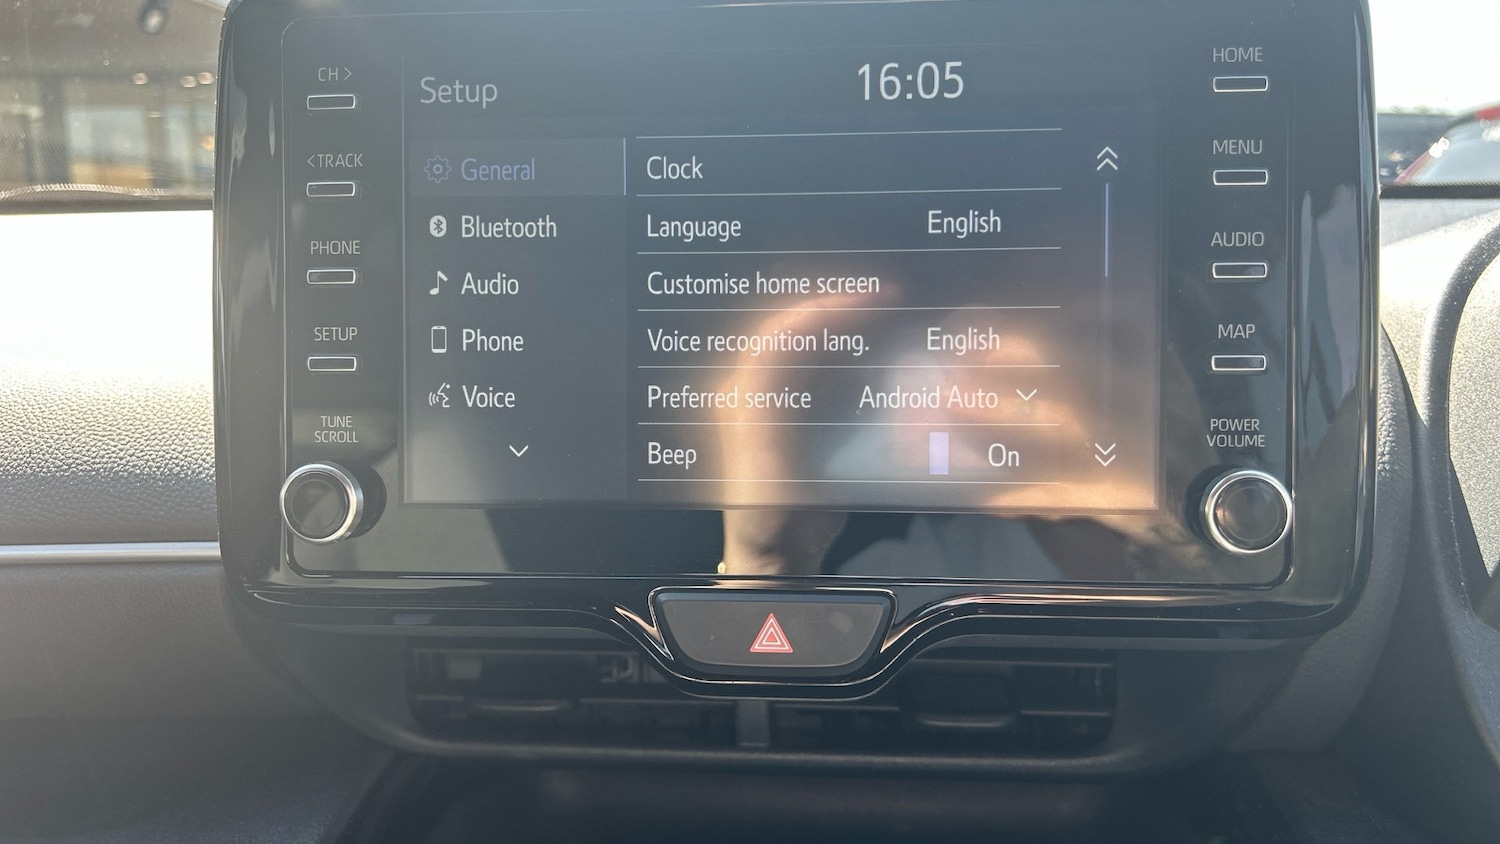 CH >
< TRACK
PHONE
SETUP
TUNE
SCROLL
Setup
16:05
General
Bluetooth
Audio
Phone
Voice
Clock
Language English
Customise home screen
Voice recognition lang. English
Preferred service Android Auto
Beep On
HOME
MENU
AUDIO
MAP
POWER
VOLUME